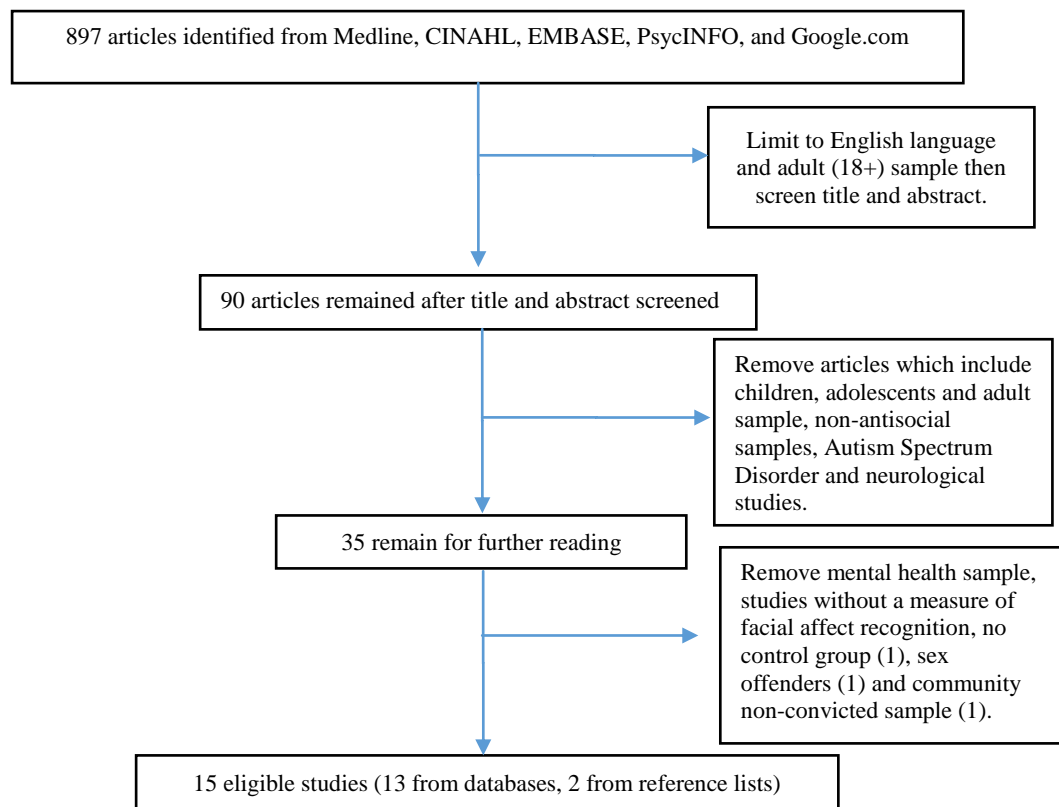 897 articles identified from Medline, CINAHL, EMBASE, PsycINFO, and Google.com
Limit to English language
and adult (18+) sample then
screen title and abstract.
90 articles remained after title and abstract screened
Remove articles which include
children, adolescents and adult
sample, non-antisocial
samples, Autism Spectrum
Disorder and neurological
studies.
35 remain for further reading
Remove mental health sample,
studies without a measure of
facial affect recognition, no
control group (1), sex
offenders (1) and community
non-convicted sample (1).
15 eligible studies (13 from databases, 2 from reference lists)